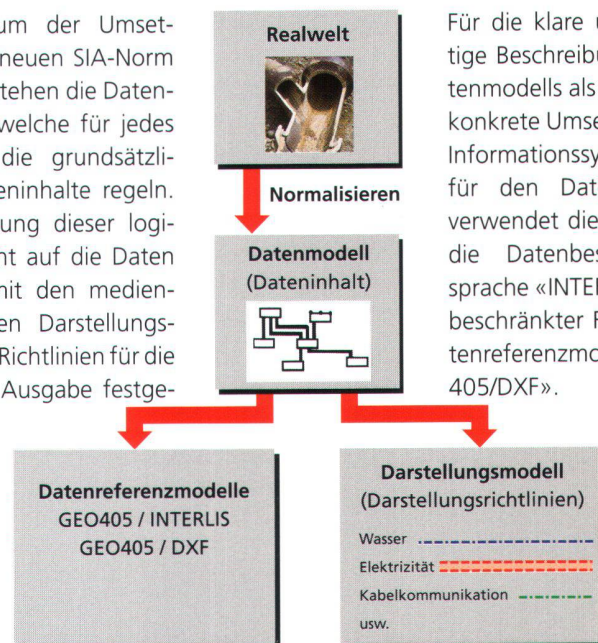 um der Umset-
neuen SIA-Norm
tehen die Daten-
welche für jedes
die grundsätzli-
eninhalte regeln.
ung dieser logi-
nt auf die Daten
nit den medien-
en Darstellungs-
Richtlinien für die
Ausgabe festge-
Realwelt
Normalisieren
Datenmodell
(Dateninhalt)
Datenreferenzmodelle
GEO405 / INTERLIS
GEO405 / DXF
Darstellungsmodell
(Darstellungsrichtlinien)
Wasser
Elektrizität
Kabelkommunikation
usw.
Für die klare
tige Beschreibu
tenmodells als
konkrete Umse
Informationssy
für den Dat
verwendet die
die Datenbes
sprache «INTE
beschränkter F
tenreferenzmo
405/DXF».